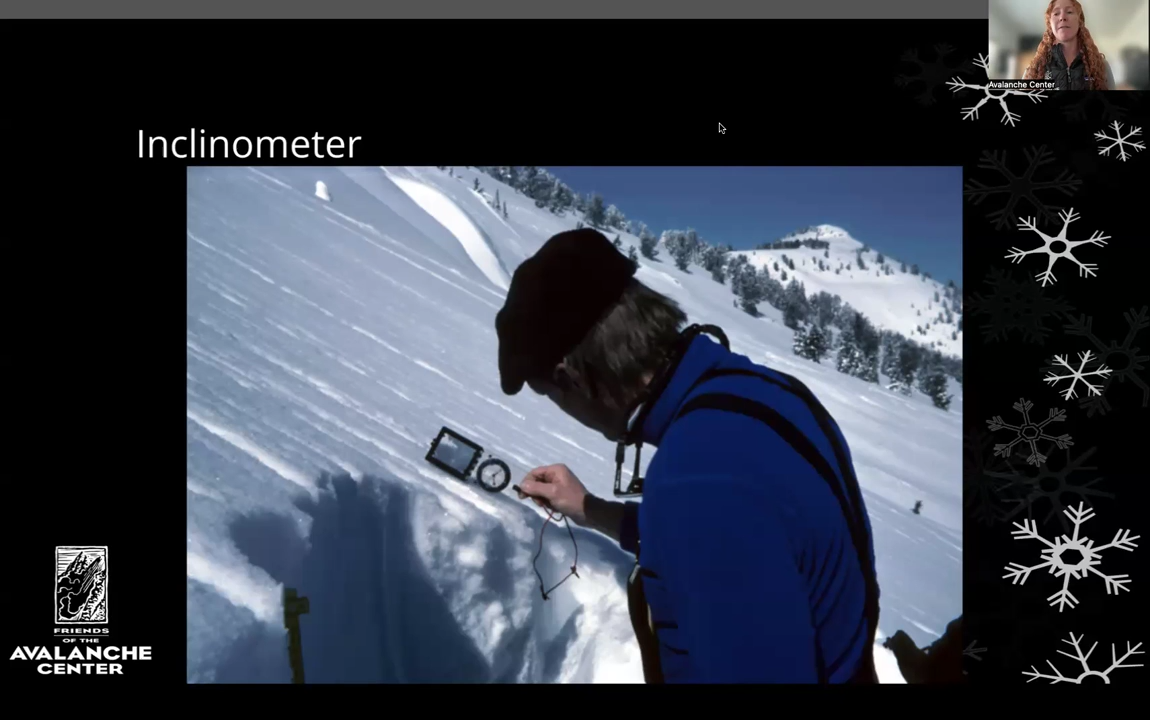 Avalanche Center
Inclinometer
FRIENDS
OF THE
AVALANCHE
CENTER